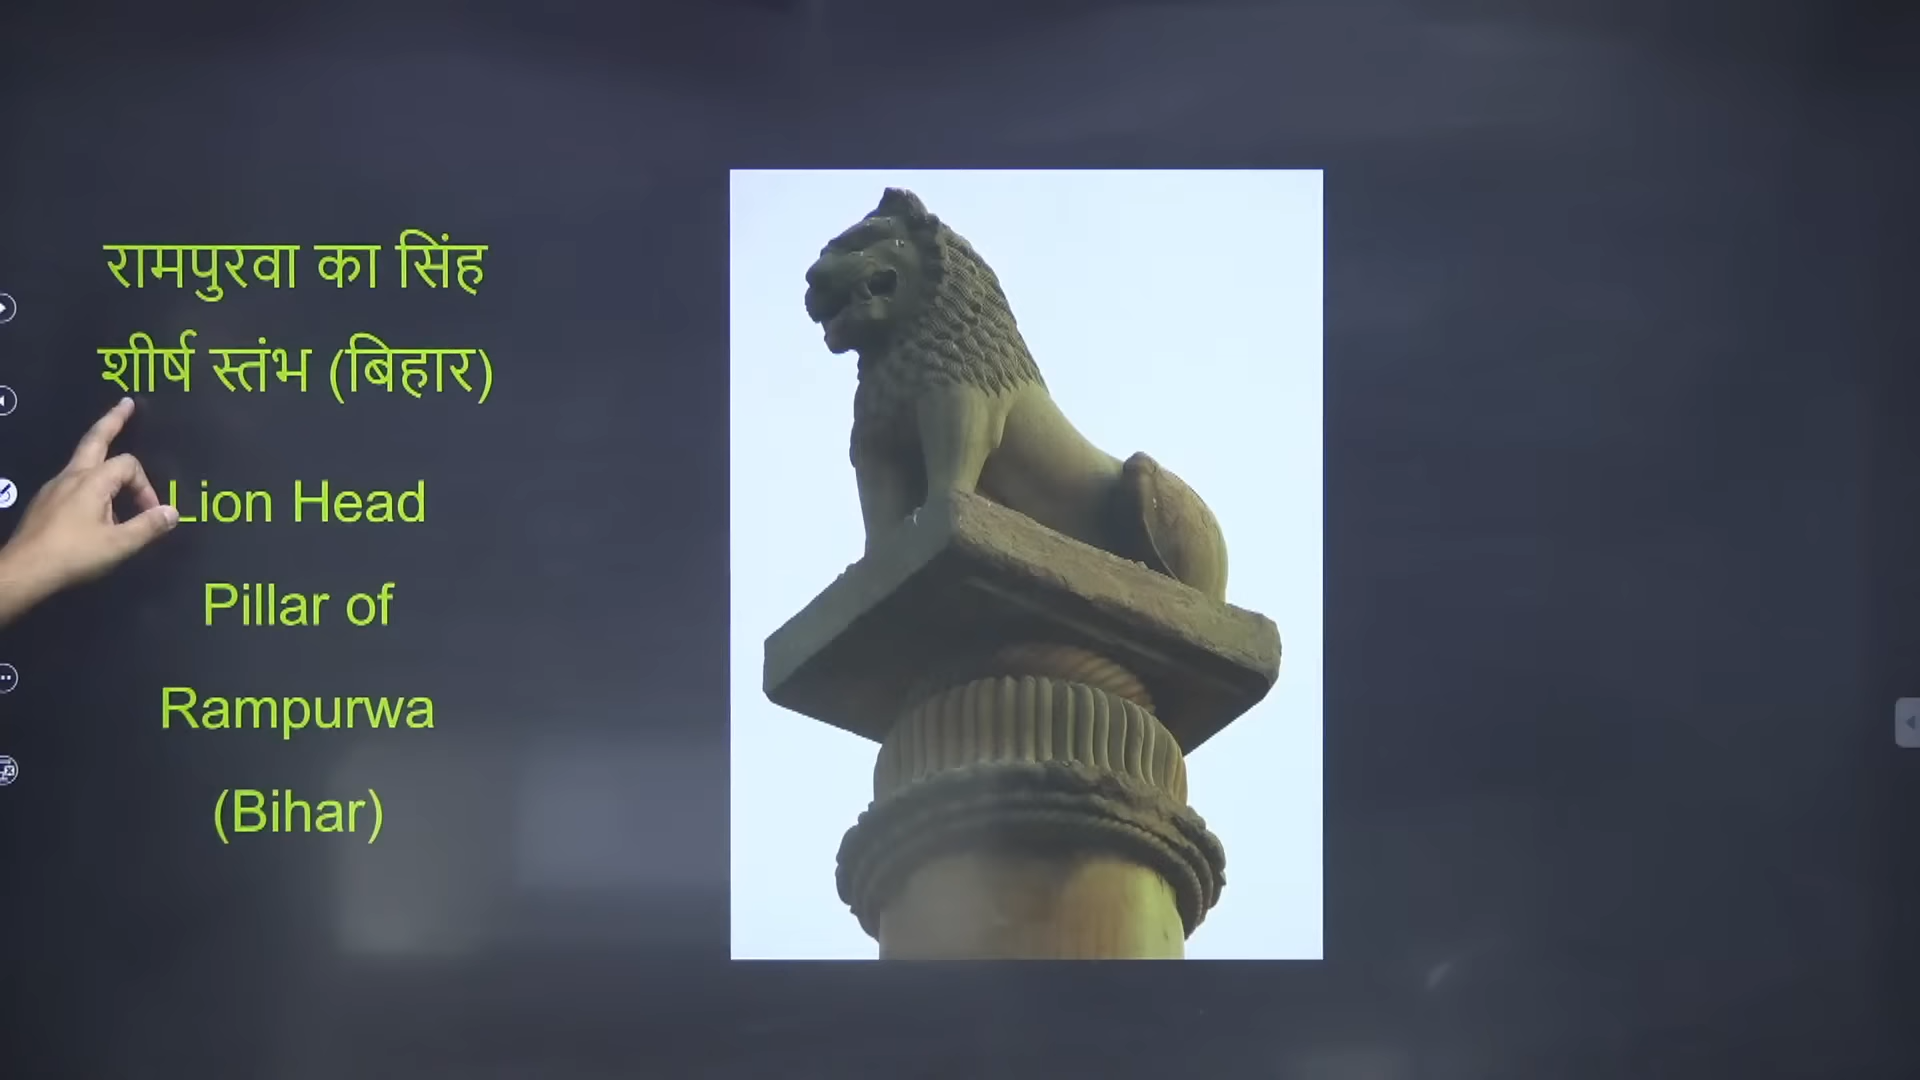 रामपुरवा का सिंह
शीर्ष स्तंभ (बिहार)
Lion Head
Pillar of
Rampurwa
(Bihar)